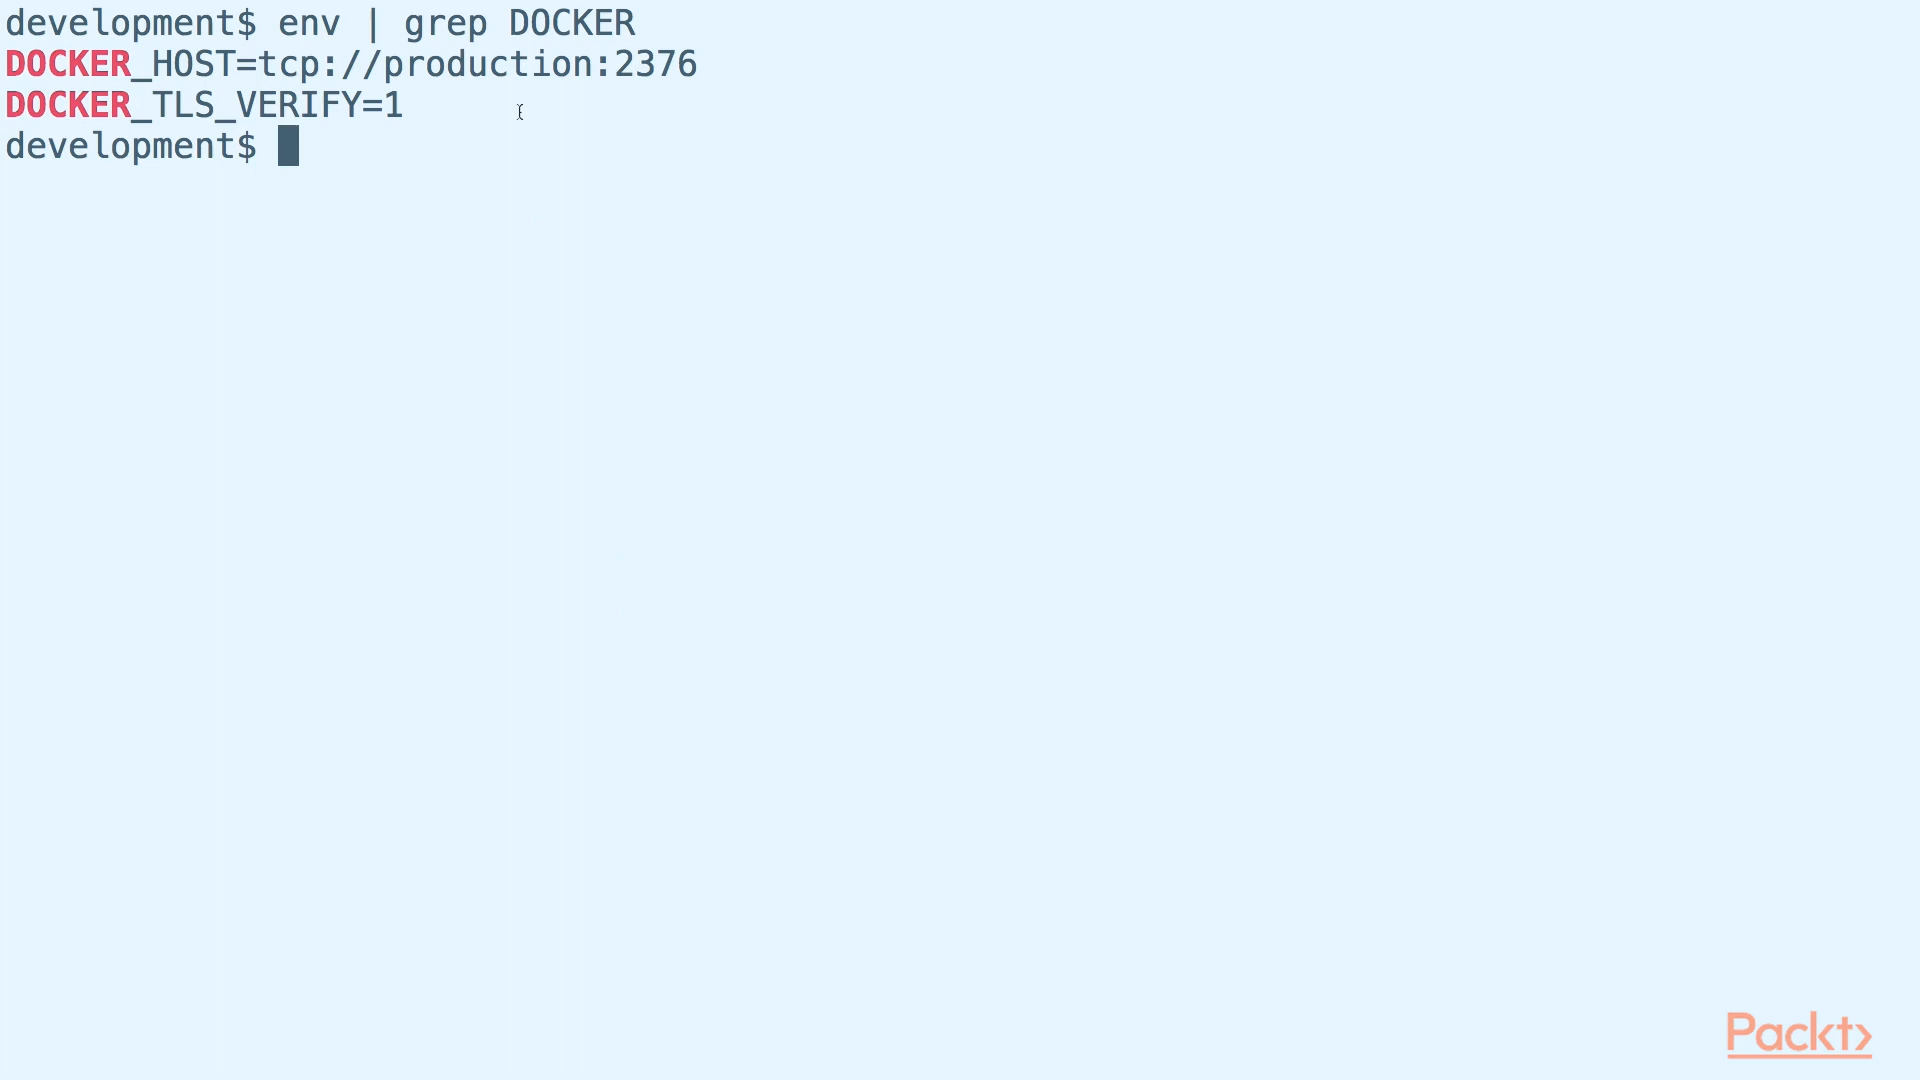 development$ env | grep DOCKER
DOCKER_HOST=tcp://production:2376
DOCKER_TLS_VERIFY=1
development$
Packt>